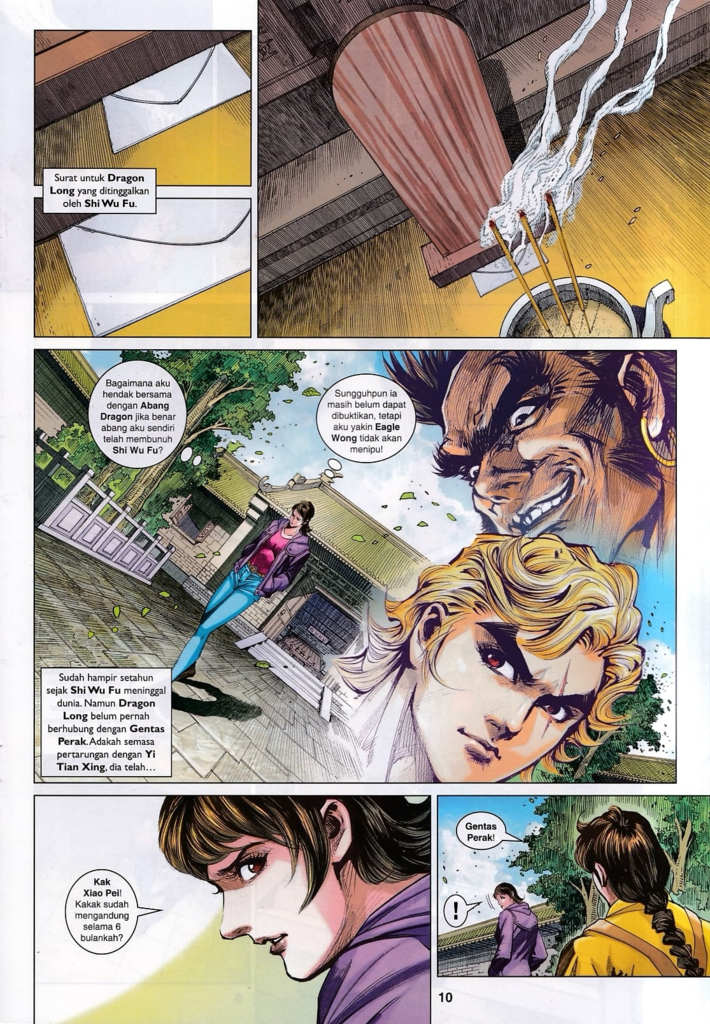 Surat untuk Dragon
Long yang ditinggalkan
oleh Shi Wu Fu.
Bagaimana aku
hendak bersama
dengan Abang
Dragon jika benar
abang aku sendiri
telah membunuh
Shi Wu Fu?
Sungguhpun ia
masih belum dapat
dibuktikan, tetapi
aku yakin Eagle
Wong tidak akan
menipu!
Sudah hampir setahun
sejak Shi Wu Fu meninggal
dunia. Namun Dragon
Long belum pernah
berhubung dengan Gentas
Perak. Adakah semasa
pertarungan dengan Yi
Tian Xing, dia telah...
Gentas
Perak!
!
Kak
Xiao Pei!
Kakak sudah
mengandung
selama 6
bulankah?
10